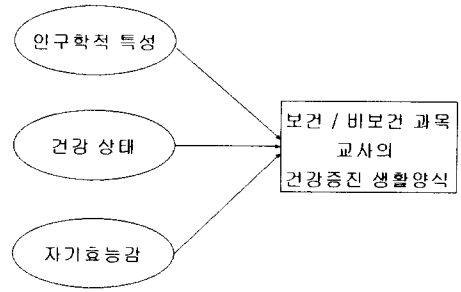 인구학적 특성
건강 상태
자기효능감
보건 / 비보건 과목
교사의
건강증진 생활양식